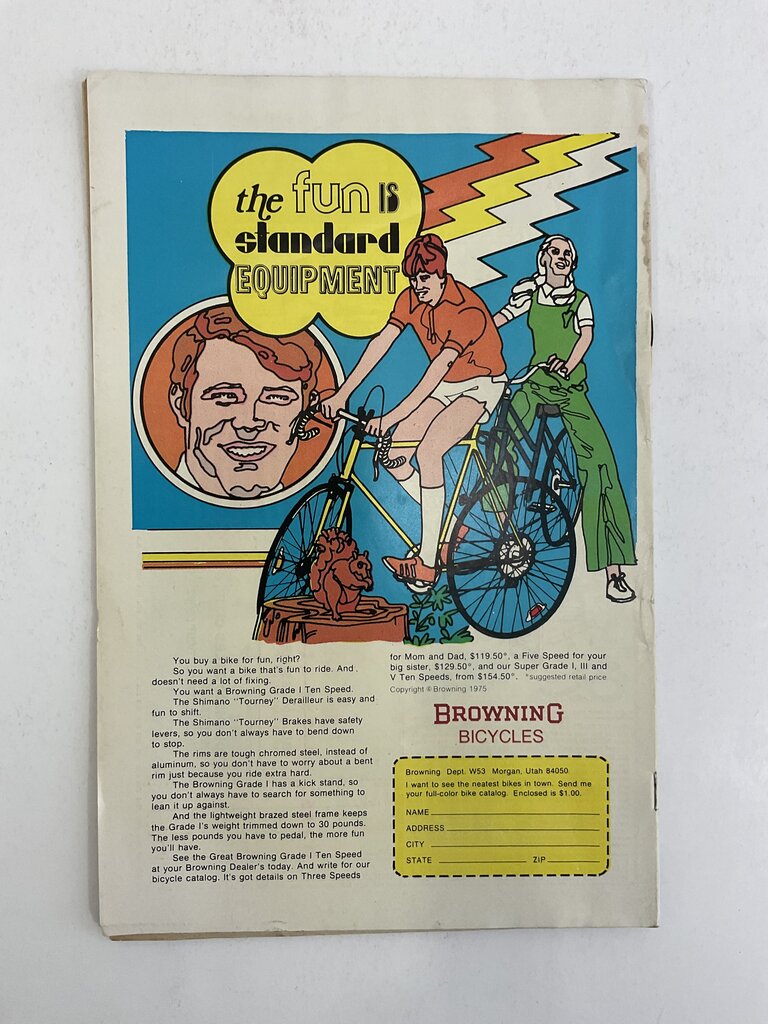 the fun IS
standard
EQUIPMENT
You buy a bike for fun, right?
So you want a bike that's fun to ride. And
doesn't need a lot of fixing.
You want a Browning Grade I Ten Speed.
The Shimano "Tourney" Derailleur is easy and
fun to shift.
The Shimano "Tourney" Brakes have safety
levers, so you don't always have to bend down
to stop.
The rims are tough chromed steel, instead of
aluminum, so you don't have to worry about a bent
rim just because you ride extra hard.
The Browning Grade I has a kick stand, so
you don't always have to search for something to
lean it up against.
And the lightweight brazed steel frame keeps
the Grade I's weight trimmed down to 30 pounds.
The less pounds you have to pedal, the more fun
you'll have.
See the Great Browning Grade I Ten Speed
at your Browning Dealer's today. And write for our
bicycle catalog. It's got details on Three Speeds
for Mom and Dad, $119.50*, a Five Speed for your
big sister, $129.50*, and our Super Grade I, III and
V Ten Speeds, from $154.50*. *suggested retail price
Copyright © Browning 1975
BROWNING
BICYCLES
Browning Dept. W53 Morgan, Utah 84050
I want to see the neatest bikes in town. Send me
your full-color bike catalog. Enclosed is $1.00.
NAME
ADDRESS
CITY
STATE ZIP